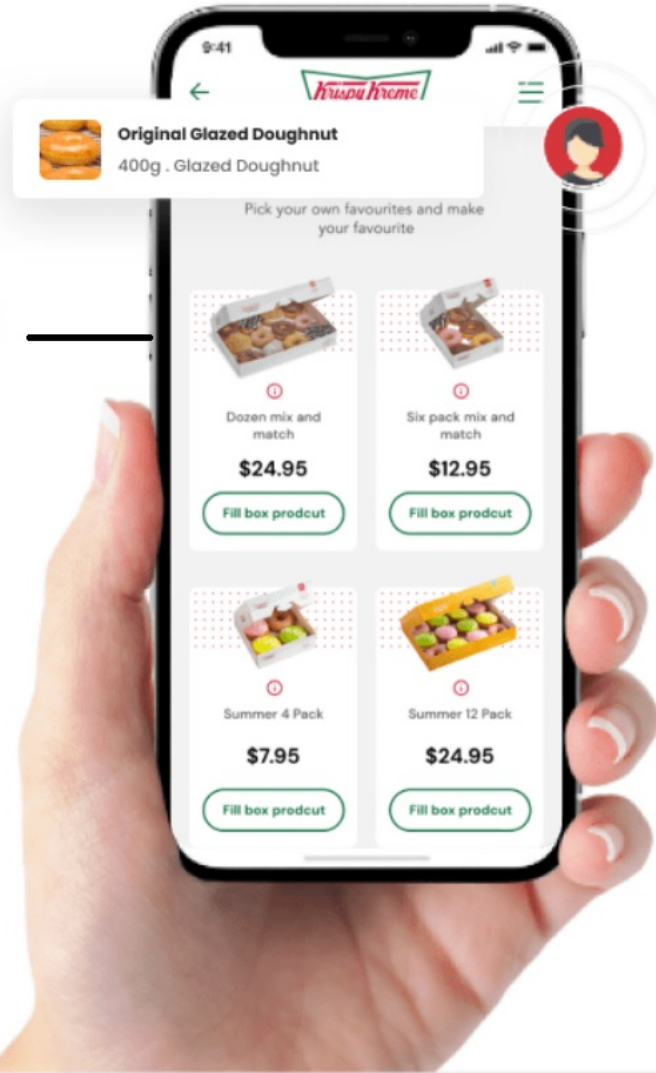 9:41
Krispy Kreme
Original Glazed Doughnut
400g . Glazed Doughnut
Pick your own favourites and make
your favourite
Dozen mix and
match
$24.95
Fill box prodcut
Six pack mix and
match
$12.95
Fill box prodcut
Summer 4 Pack
$7.95
Fill box prodcut
Summer 12 Pack
$24.95
Fill box prodcut